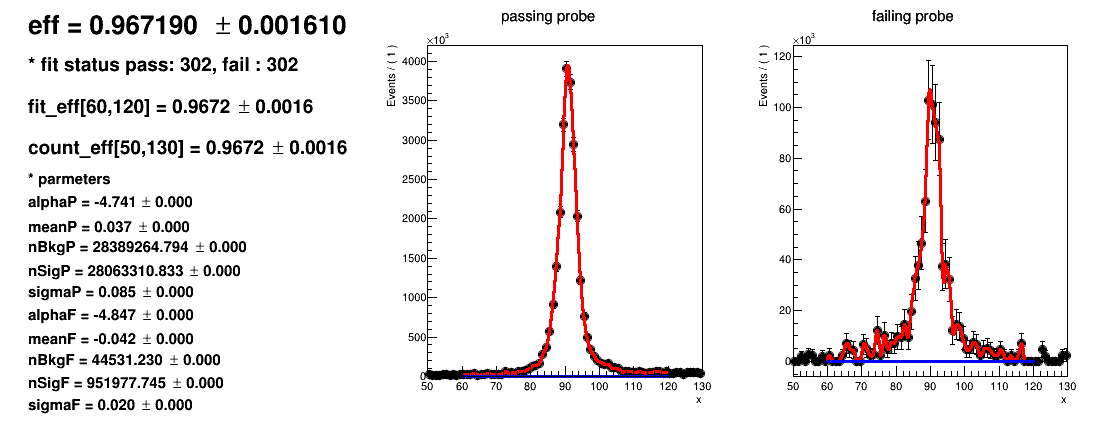 eff = 0.967190 ± 0.001610
* fit status pass: 302, fail : 302
fit_eff[60,120] = 0.9672 ± 0.0016
count_eff[50,130] = 0.9672 ± 0.0016
* parmeters
alphaP = -4.741 ± 0.000
meanP = 0.037 ± 0.000
nBkgP = 28389264.794 ± 0.000
nSigP = 28063310.833 ± 0.000
sigmaP = 0.085 ± 0.000
alphaF = -4.847 ± 0.000
meanF = -0.042 ± 0.000
nBkgF = 44531.230 ± 0.000
nSigF = 951977.745 ± 0.000
sigmaF = 0.020 ± 0.000
passing probe
×10³
Events / ( 1 )
4000
3500
3000
2500
2000
1500
1000
500
0
50 60 70 80 90 100 110 120 130
x
failing probe
×10³
Events / ( 1 )
120
100
80
60
40
20
0
50 60 70 80 90 100 110 120 130
x